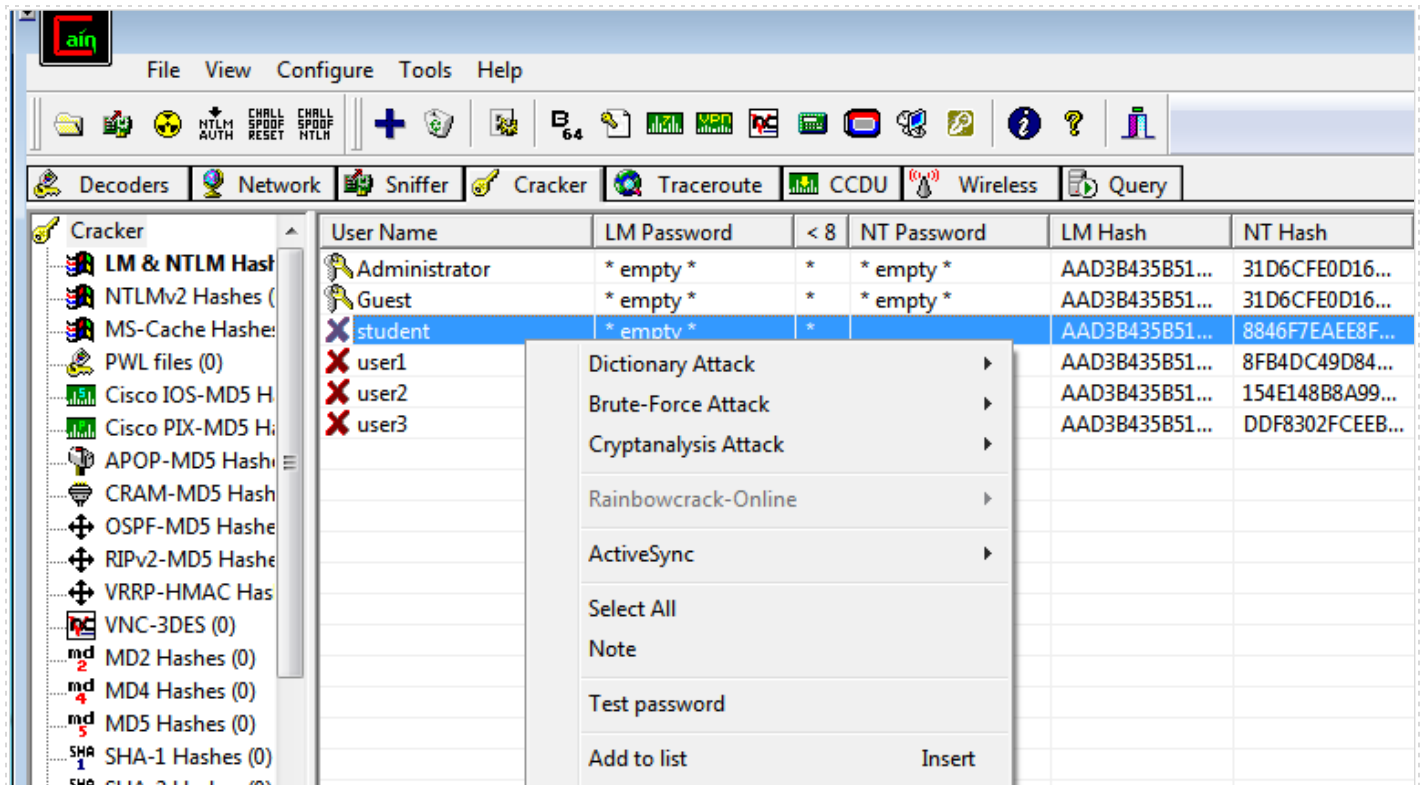 Cain
File View Configure Tools Help
NTLM AUTH CHALL SPOOF RESET CHALL SPOOF NTLM B64
Decoders Network Sniffer Cracker Traceroute CCDU Wireless Query
Cracker
LM & NTLM Hash
NTLMv2 Hashes (
MS-Cache Hashes
PWL files (0)
Cisco IOS-MD5 H
Cisco PIX-MD5 Ha
APOP-MD5 Hash
CRAM-MD5 Hash
OSPF-MD5 Hashe
RIPv2-MD5 Hashe
VRRP-HMAC Has
VNC-3DES (0)
MD2 Hashes (0)
MD4 Hashes (0)
MD5 Hashes (0)
SHA-1 Hashes (0)
User Name LM Password < 8 NT Password LM Hash NT Hash
Administrator * empty * * * empty * AAD3B435B51... 31D6CFE0D16...
Guest * empty * * * empty * AAD3B435B51... 31D6CFE0D16...
student * empty * * AAD3B435B51... 8846F7EAEE8F...
user1 AAD3B435B51... 8FB4DC49D84...
user2 AAD3B435B51... 154E148B8A99...
user3 AAD3B435B51... DDF8302FCEEB...
Dictionary Attack
Brute-Force Attack
Cryptanalysis Attack
Rainbowcrack-Online
ActiveSync
Select All
Note
Test password
Add to list Insert